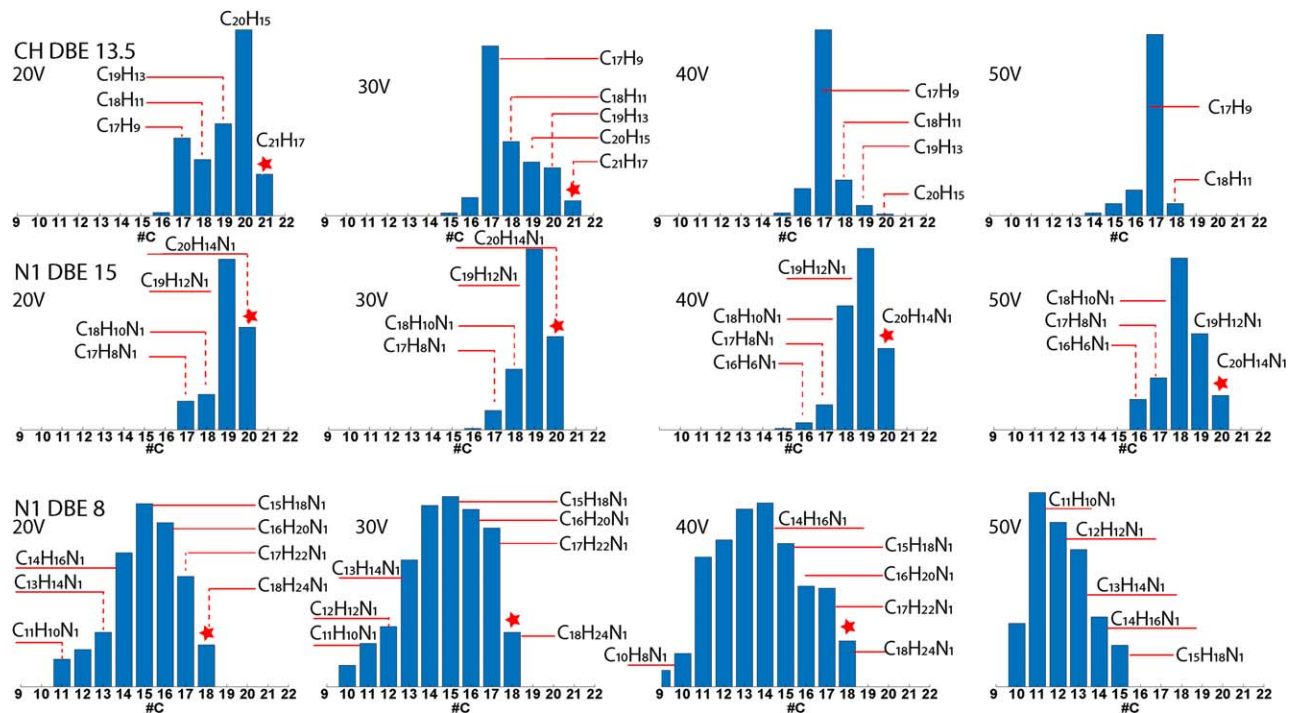 CH DBE 13.5
20V
C20H15
C19H13
C18H11
C17H9
C21H17
9 10 11 12 13 14 15 16 17 18 19 20 21 22
#C
30V
C17H9
C18H11
C19H13
C20H15
C21H17
9 10 11 12 13 14 15 16 17 18 19 20 21 22
#C
40V
C17H9
C18H11
C19H13
C20H15
9 10 11 12 13 14 15 16 17 18 19 20 21 22
#C
50V
C17H9
C18H11
9 10 11 12 13 14 15 16 17 18 19 20 21 22
#C
N1 DBE 15
20V
C20H14N1
C19H12N1
C18H10N1
C17H8N1
9 10 11 12 13 14 15 16 17 18 19 20 21 22
#C
30V
C20H14N1
C19H12N1
C18H10N1
C17H8N1
9 10 11 12 13 14 15 16 17 18 19 20 21 22
#C
40V
C19H12N1
C18H10N1
C17H8N1
C16H6N1
C20H14N1
10 11 12 13 14 15 16 17 18 19 20 21 22
#C
50V
C18H10N1
C17H8N1
C16H6N1
C19H12N1
C20H14N1
9 10 11 12 13 14 15 16 17 18 19 20 21 22
#C
N1 DBE 8
20V
C15H18N1
C16H20N1
C17H22N1
C18H24N1
C14H16N1
C13H14N1
C11H10N1
9 10 11 12 13 14 15 16 17 18 19 20 21 22
#C
30V
C15H18N1
C16H20N1
C17H22N1
C13H14N1
C12H12N1
C11H10N1
C18H24N1
9 10 11 12 13 14 15 16 17 18 19 20 21 22
#C
40V
C14H16N1
C15H18N1
C16H20N1
C17H22N1
C18H24N1
C10H8N1
9 10 11 12 13 14 15 16 17 18 19 20 21 22
#C
50V
C11H10N1
C12H12N1
C13H14N1
C14H16N1
C15H18N1
9 10 11 12 13 14 15 16 17 18 19 20 21 22
#C